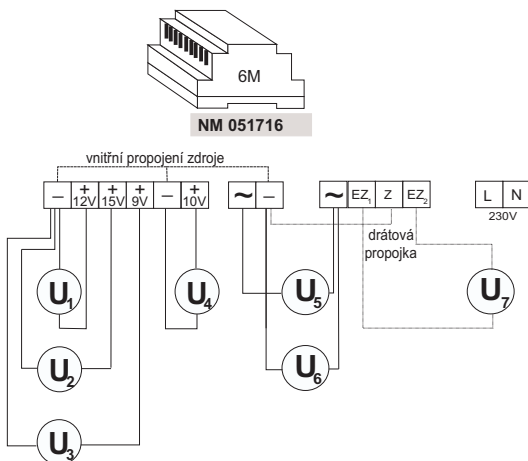 6M
NM 051716
vnitřní propojení zdroje
– + 12V + 15V + 9V – + 10V ~ – ~ EZ₁ Z EZ₂ L N
230V
drátová
propojka
U₁ U₄ U₅ U₇
U₂ U₆
U₃